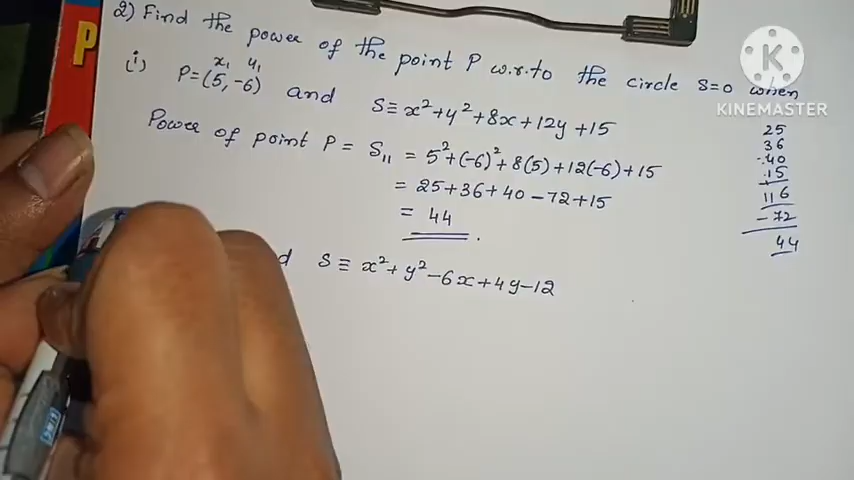 2) Find the power of the point P w.r.to the circle S=0 when
x₁ y₁
(i) P=(5,-6) and S≡x²+y²+8x+12y+15
Power of point P = S₁₁ = 5²+(-6)²+8(5)+12(-6)+15
= 25+36+40-72+15
= 44
S ≡ x²+y²-6x+4y-12
25
36
40
15
116
-72
44
K
KINEMASTER
P